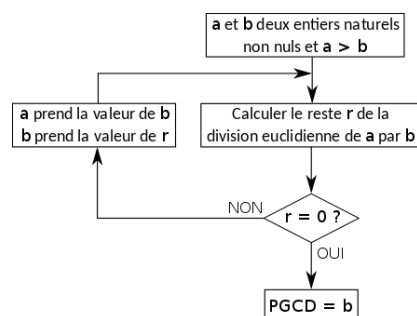 a et b deux entiers naturels
non nuls et a > b
a prend la valeur de b
b prend la valeur de r
Calculer le reste r de la
division euclidienne de a par b
NON
r = 0 ?
OUI
PGCD = b